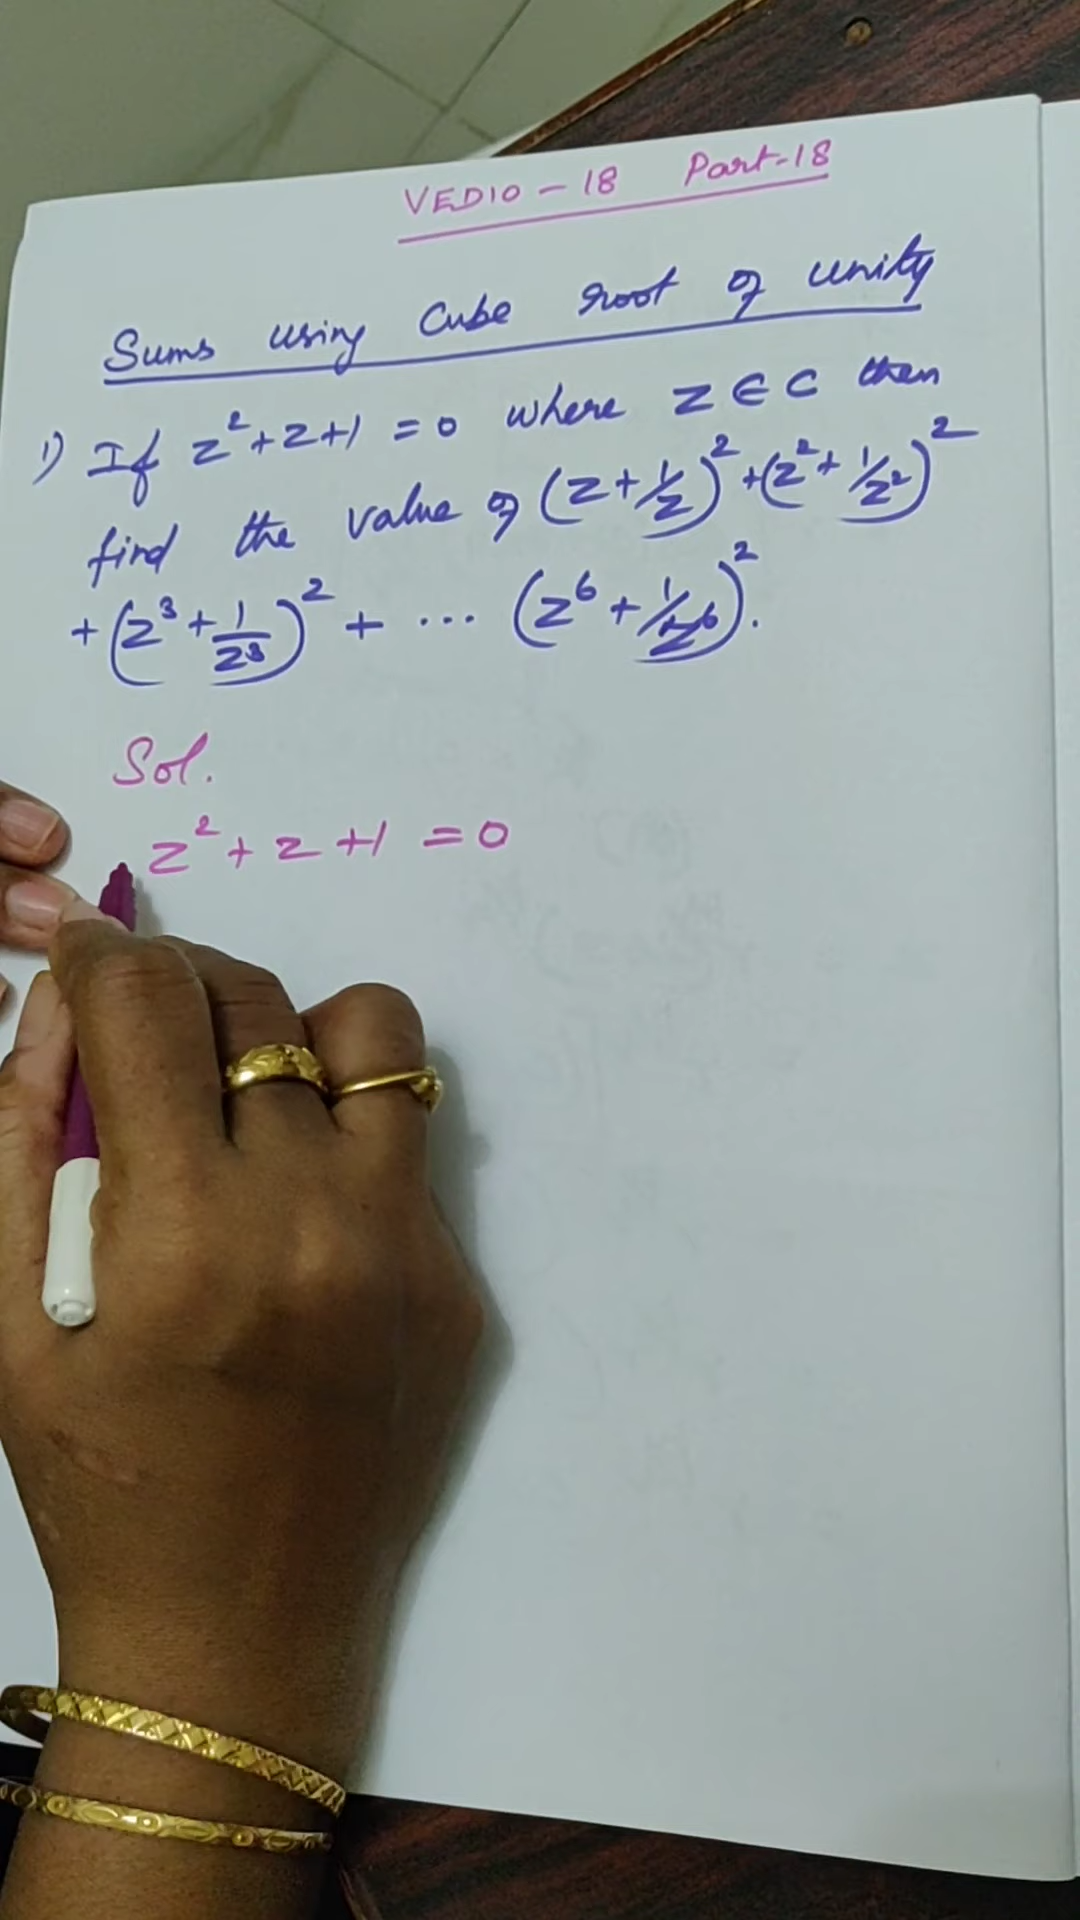 VEDIO - 18 Part-18
Sums using Cube root of unity
1) If z²+z+1 = 0 where z ∈ C then
find the value of (z+1/z)² + (z²+1/z²)²
+ (z³+1/z³)² + ... (z⁶+1/z⁶)².
Sol.
z²+z+1 = 0